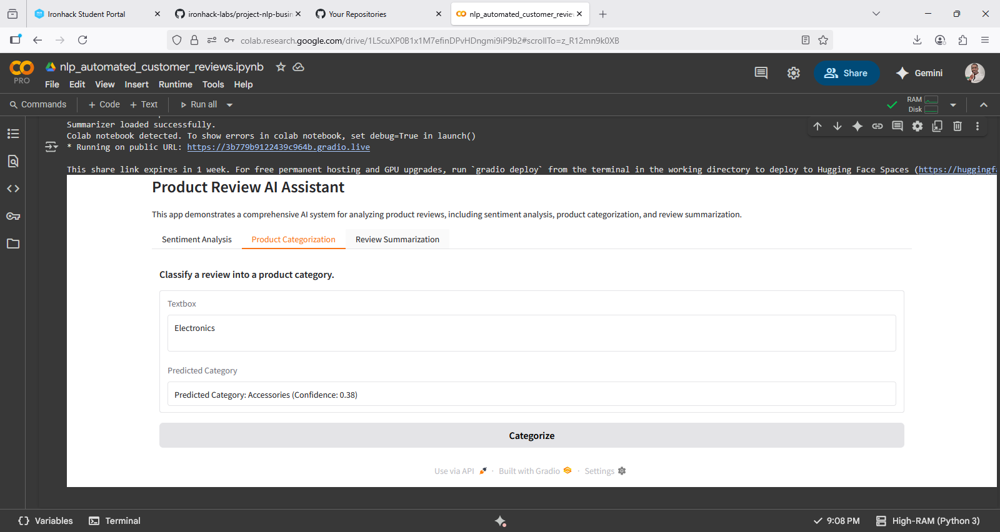 Ironhack Student Portal
ironhack-labs/project-nlp-busin
Your Repositories
nlp_automated_customer_review
colab.research.google.com/drive/1L5cuXP0B1x1M7efinDPvHDngmi9iP9b2#scrollTo=z_R12mn9k0XB
nlp_automated_customer_reviews.ipynb
PRO
File Edit View Insert Runtime Tools Help
Share
Gemini
Commands + Code + Text Run all
RAM
Disk
Summarizer loaded successfully.
Colab notebook detected. To show errors in colab notebook, set debug=True in launch()
* Running on public URL: https://3b779b9122439c964b.gradio.live
This share link expires in 1 week. For free permanent hosting and GPU upgrades, run `gradio deploy` from the terminal in the working directory to deploy to Hugging Face Spaces (https://huggingfa
Product Review AI Assistant
This app demonstrates a comprehensive AI system for analyzing product reviews, including sentiment analysis, product categorization, and review summarization.
Sentiment Analysis Product Categorization Review Summarization
Classify a review into a product category.
Textbox
Electronics
Predicted Category
Predicted Category: Accessories (Confidence: 0.38)
Categorize
Use via API · Built with Gradio · Settings
Variables Terminal
9:08 PM High-RAM (Python 3)